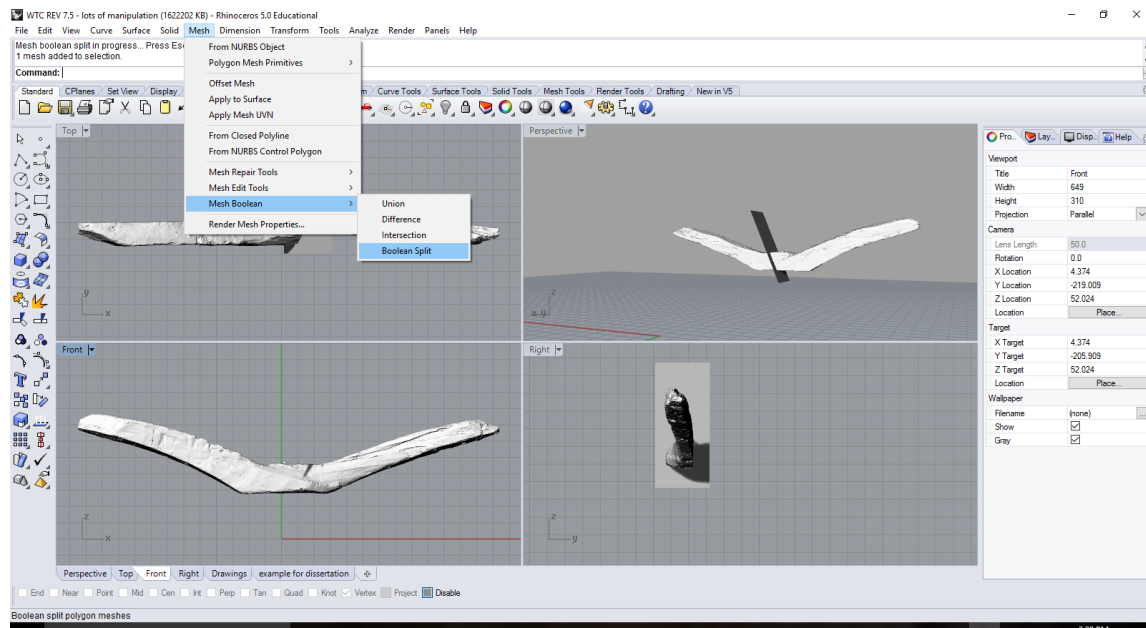 WTC REV 7.5 - lots of manipulation (1622202 KB) - Rhinoceros 5.0 Educational
File Edit View Curve Surface Solid Mesh Dimension Transform Tools Analyze Render Panels Help
Mesh boolean split in progress... Press Es
1 mesh added to selection.
Command:
Standard CPlanes Set View Display Curve Tools Surface Tools Solid Tools Mesh Tools Render Tools Drafting New in V5
From NURBS Object
Polygon Mesh Primitives
Offset Mesh
Apply to Surface
Apply Mesh UVN
From Closed Polyline
From NURBS Control Polygon
Mesh Repair Tools
Mesh Edit Tools
Mesh Boolean
Render Mesh Properties...
Union
Difference
Intersection
Boolean Split
Top
y
x
Perspective
z
x y
Front
z
x
Right
z
y
Pro... Lay... Disp... Help
Viewport
Title Front
Width 649
Height 310
Projection Parallel
Camera
Lens Length 50.0
Rotation 0.0
X Location 4.374
Y Location -219.009
Z Location 52.024
Location Place...
Target
X Target 4.374
Y Target -205.909
Z Target 52.024
Location Place...
Wallpaper
Filename (none) ...
Show
Gray
Perspective Top Front Right Drawings example for dissertation
End Near Point Mid Cen Int Perp Tan Quad Knot Vertex Project Disable
Boolean split polygon meshes